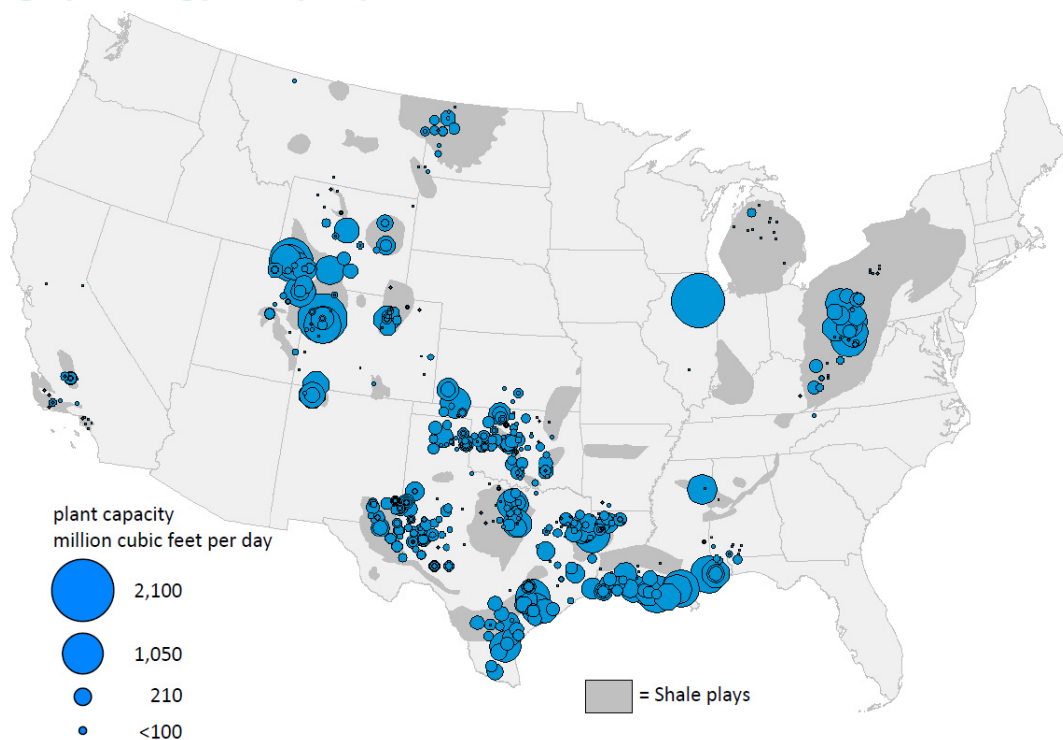 plant capacity
million cubic feet per day
2,100
1,050
210
<100
= Shale plays